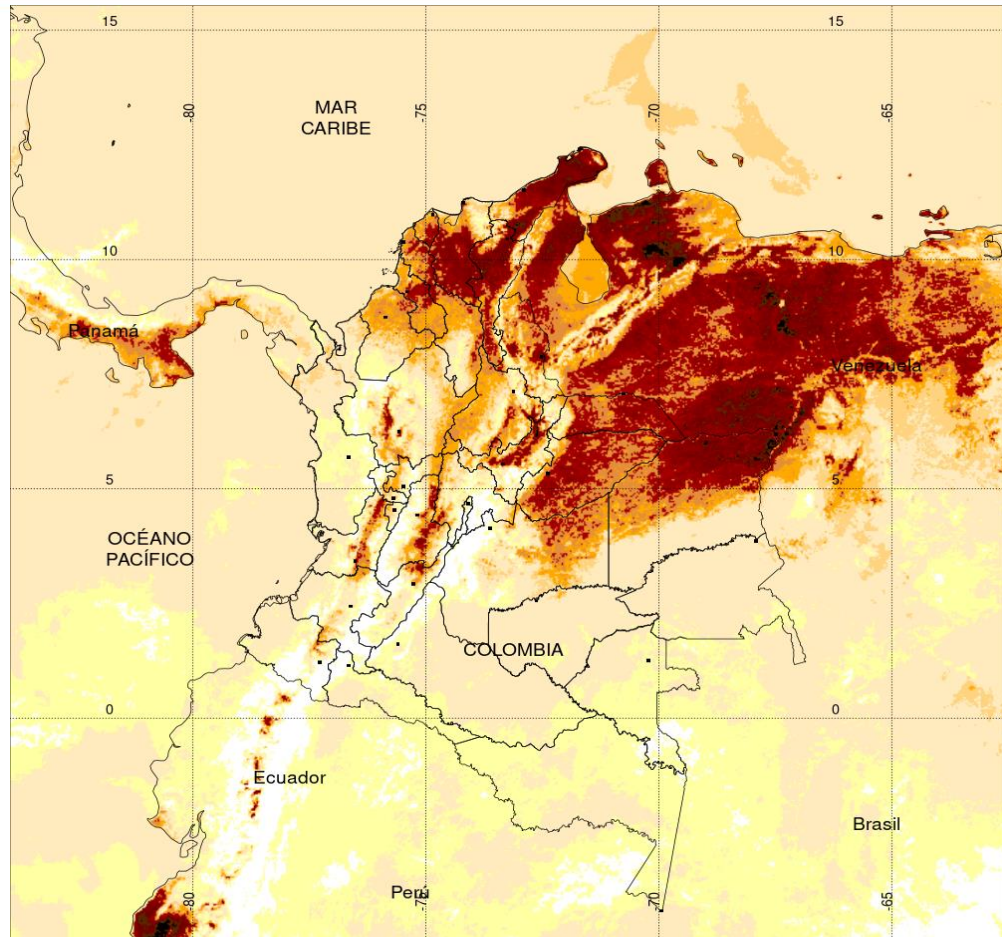 15
15
-80
-75
-70
-65
MAR
CARIBE
10
10
Panamá
Venezuela
5
5
OCÉANO
PACÍFICO
COLOMBIA
0
0
Ecuador
Brasil
Perú
-80
-75
-70
-65